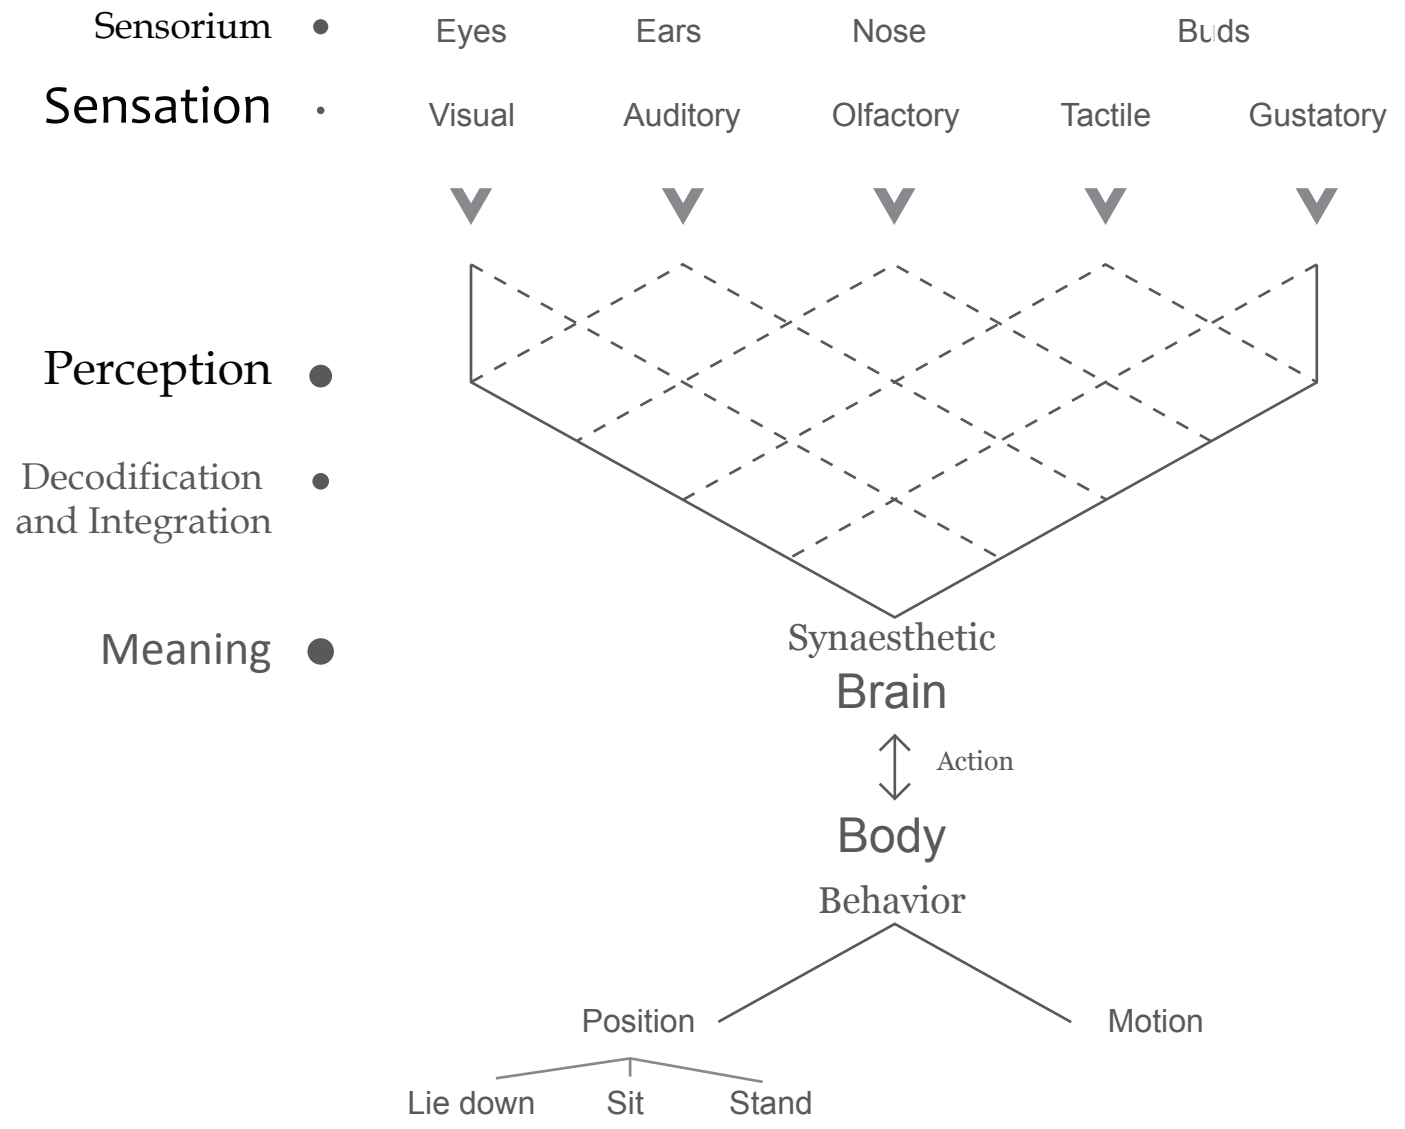 Sensorium Eyes Ears Nose Buds
Sensation Visual Auditory Olfactory Tactile Gustatory
Perception
Decodification
and Integration
Meaning
Synaesthetic
Brain
Action
Body
Behavior
Position Motion
Lie down Sit Stand